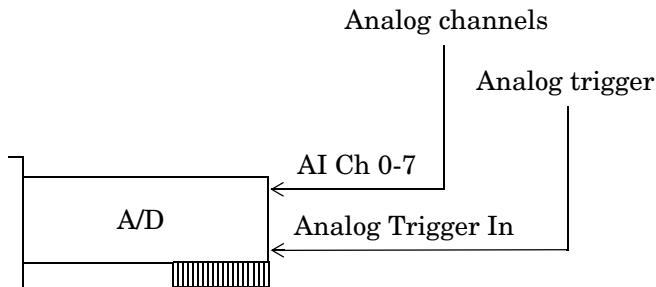 Analog channels
Analog trigger
AI Ch 0-7
A/D
Analog Trigger In